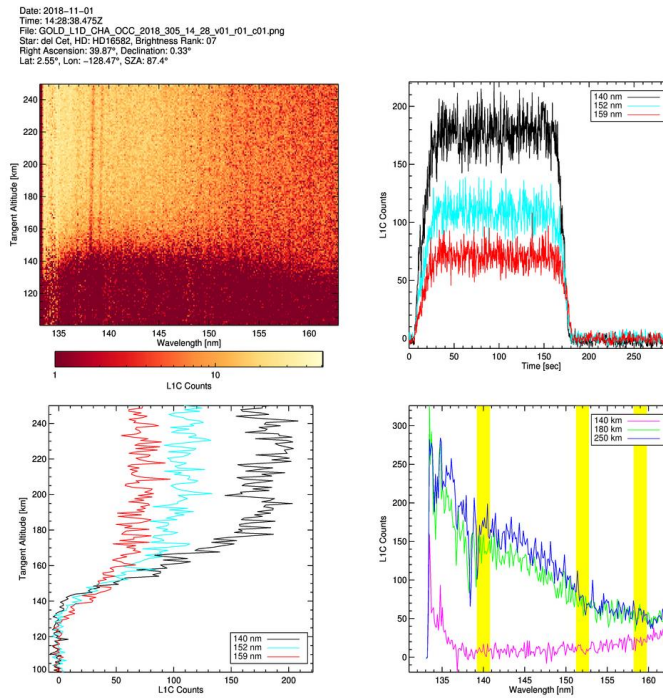 Date: 2018-11-01
Time: 14:28:38.475Z
File: GOLD_L1D_CHA_OCC_2018_305_14_28_v01_r01_c01.png
Star: del Cet, HD: HD16582, Brightness Rank: 07
Right Ascension: 39.87°, Declination: 0.33°
Lat: 2.55°, Lon: −128.47°, SZA: 87.4°
Tangent Altitude [km]
240
220
200
180
160
140
120
135 140 145 150 155 160
Wavelength [nm]
1 10
L1C Counts
L1C Counts
200
150
100
50
0
140 nm
152 nm
159 nm
0 50 100 150 200 250
Time [sec]
Tangent Altitude [km]
240
220
200
180
160
140
120
100
140 nm
152 nm
159 nm
0 50 100 150 200
L1C Counts
L1C Counts
300
250
200
150
100
50
0
140 km
180 km
250 km
135 140 145 150 155 160
Wavelength [nm]